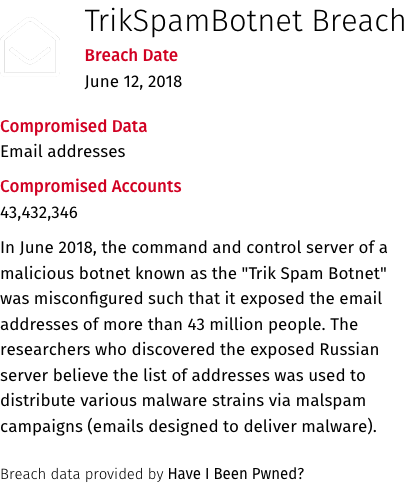 TrikSpamBotnet Breach
Breach Date
June 12, 2018
Compromised Data
Email addresses
Compromised Accounts
43,432,346
In June 2018, the command and control server of a
malicious botnet known as the "Trik Spam Botnet"
was misconfigured such that it exposed the email
addresses of more than 43 million people. The
researchers who discovered the exposed Russian
server believe the list of addresses was used to
distribute various malware strains via malspam
campaigns (emails designed to deliver malware).
Breach data provided by Have I Been Pwned?